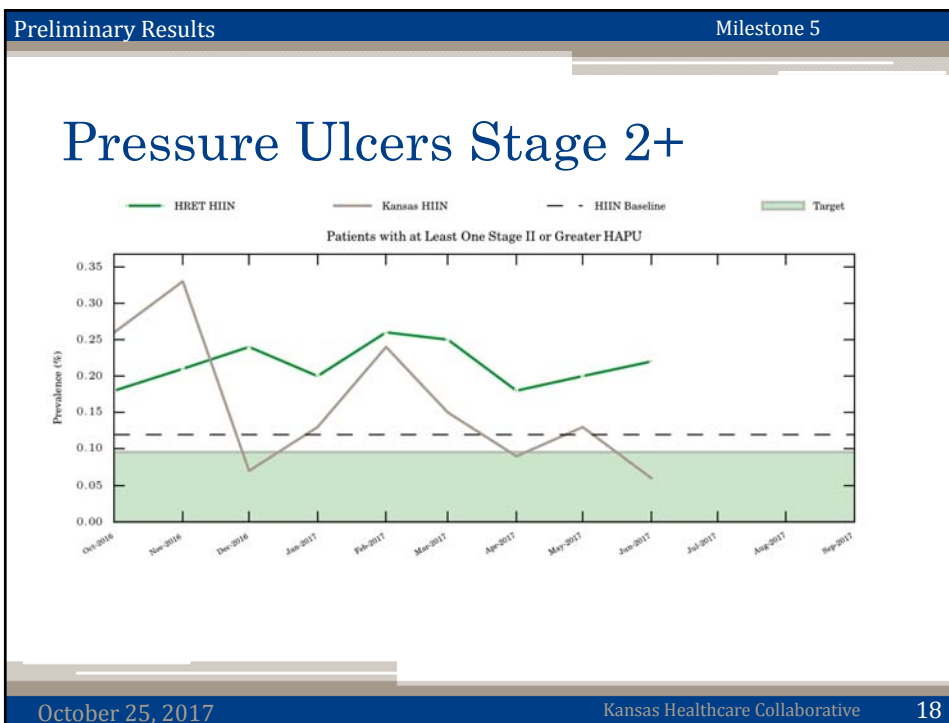 Preliminary Results Milestone 5
Pressure Ulcers Stage 2+
HRET HIIN Kansas HIIN HIIN Baseline Target
Patients with at Least One Stage II or Greater HAPU
Prevalence (%)
0.35
0.30
0.25
0.20
0.15
0.10
0.05
0.00
Oct-2016 Nov-2016 Dec-2016 Jan-2017 Feb-2017 Mar-2017 Apr-2017 May-2017 Jun-2017 Jul-2017 Aug-2017 Sep-2017
October 25, 2017 Kansas Healthcare Collaborative 18